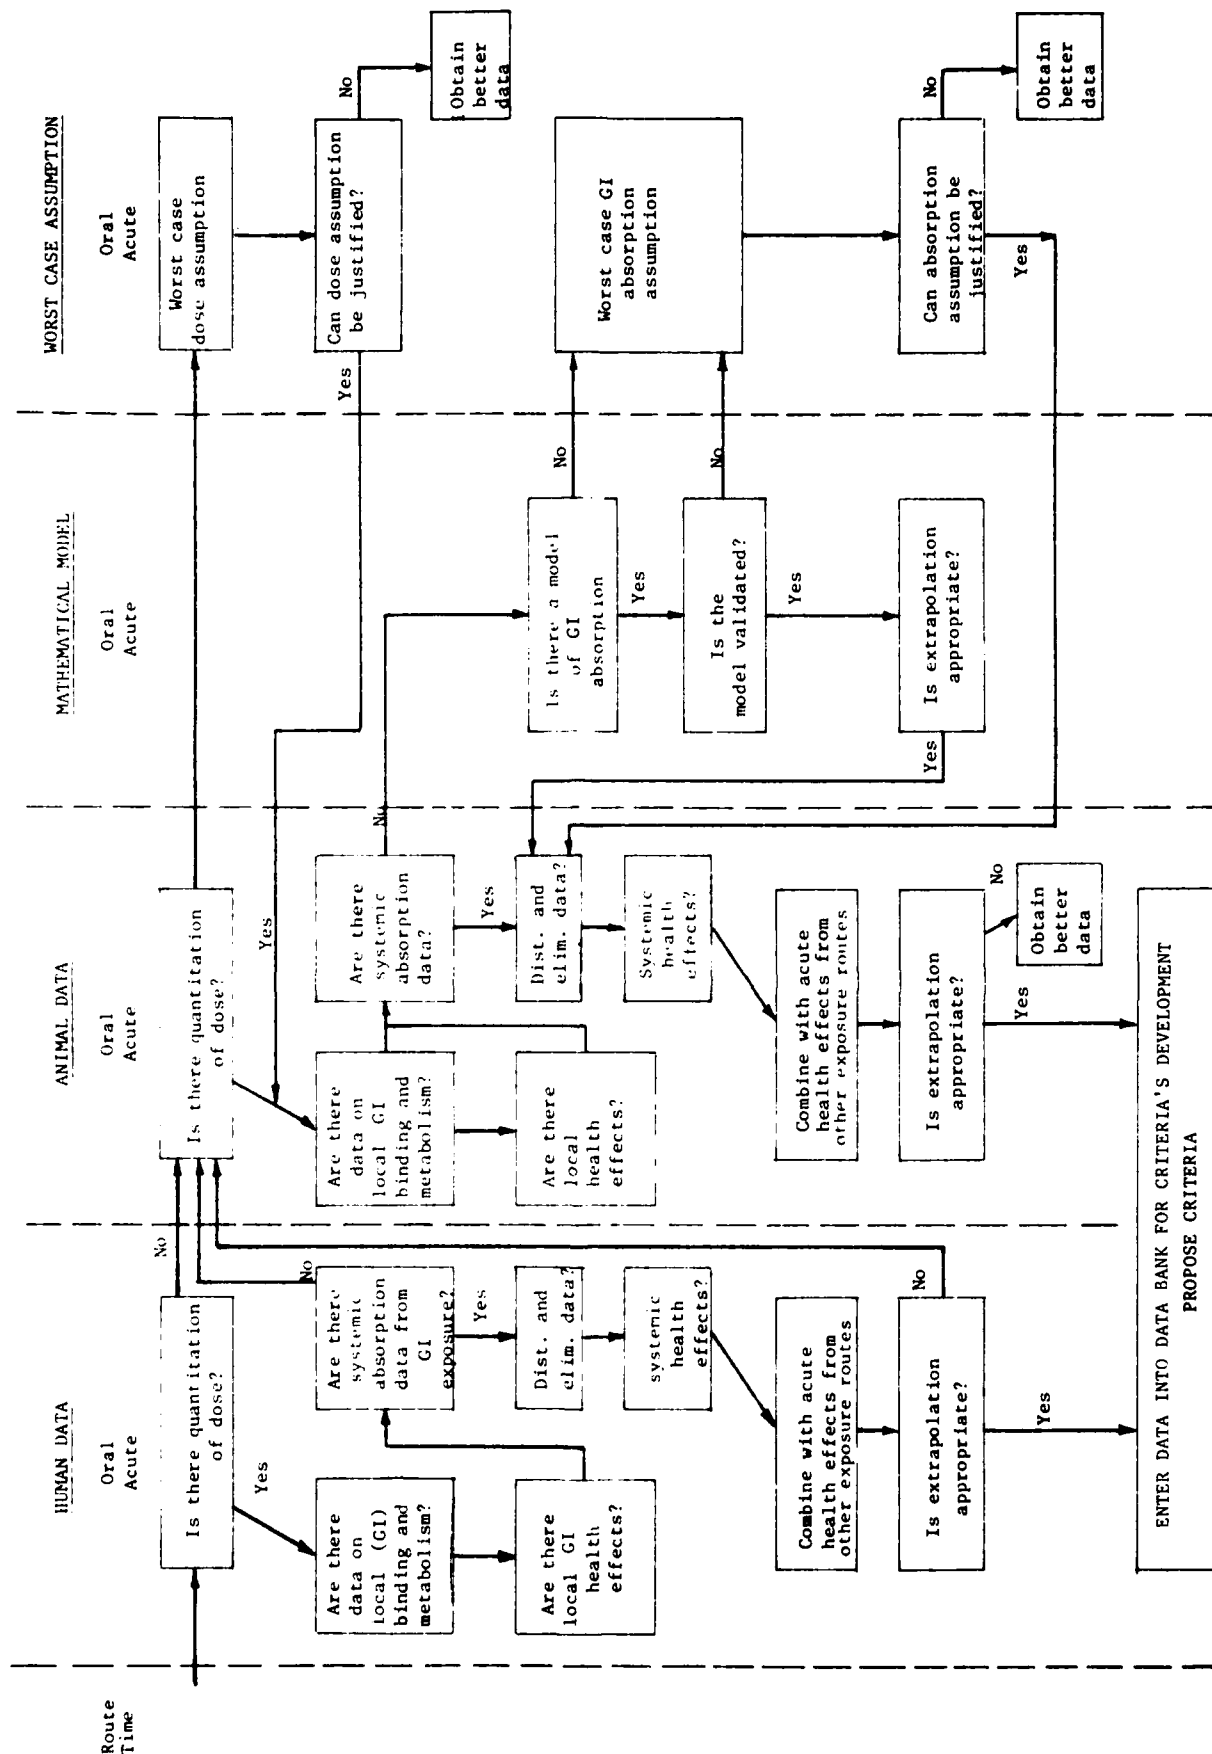 Route
Time
HUMAN DATA
Oral
Acute
Is there quantitation
of dose?
No
Yes
Are there
data on
local (GI)
binding and
metabolism?
Are there
local GI
health
effects?
Are there
systemic
absorption
data from
GI
exposure?
No
Yes
Dist. and
elim. data?
systemic
health
effects?
Combine with acute
health effects from
other exposure routes
Is extrapolation
appropriate?
No
Yes
ANIMAL DATA
Oral
Acute
Is there quantitation
of dose?
Yes
Are there
data on
local GI
binding and
metabolism?
Are there
local
health
effects?
Are there
systemic
absorption
data?
No
Yes
Dist. and
elim. data?
Systemic
health
effects?
Combine with acute
health effects from
other exposure routes
Is extrapolation
appropriate?
No
Obtain
better
data
Yes
MATHEMATICAL MODEL
Oral
Acute
Is there a model
of GI
absorption
No
Yes
Is the
model validated?
No
Yes
Is extrapolation
appropriate?
Yes
WORST CASE ASSUMPTION
Oral
Acute
Worst case
dose assumption
Can dose assumption
be justified?
Yes
No
Obtain
better
data
Worst case GI
absorption
assumption
Can absorption
assumption be
justified?
No
Obtain
better
data
Yes
ENTER DATA INTO DATA BANK FOR CRITERIA'S DEVELOPMENT
PROPOSE CRITERIA